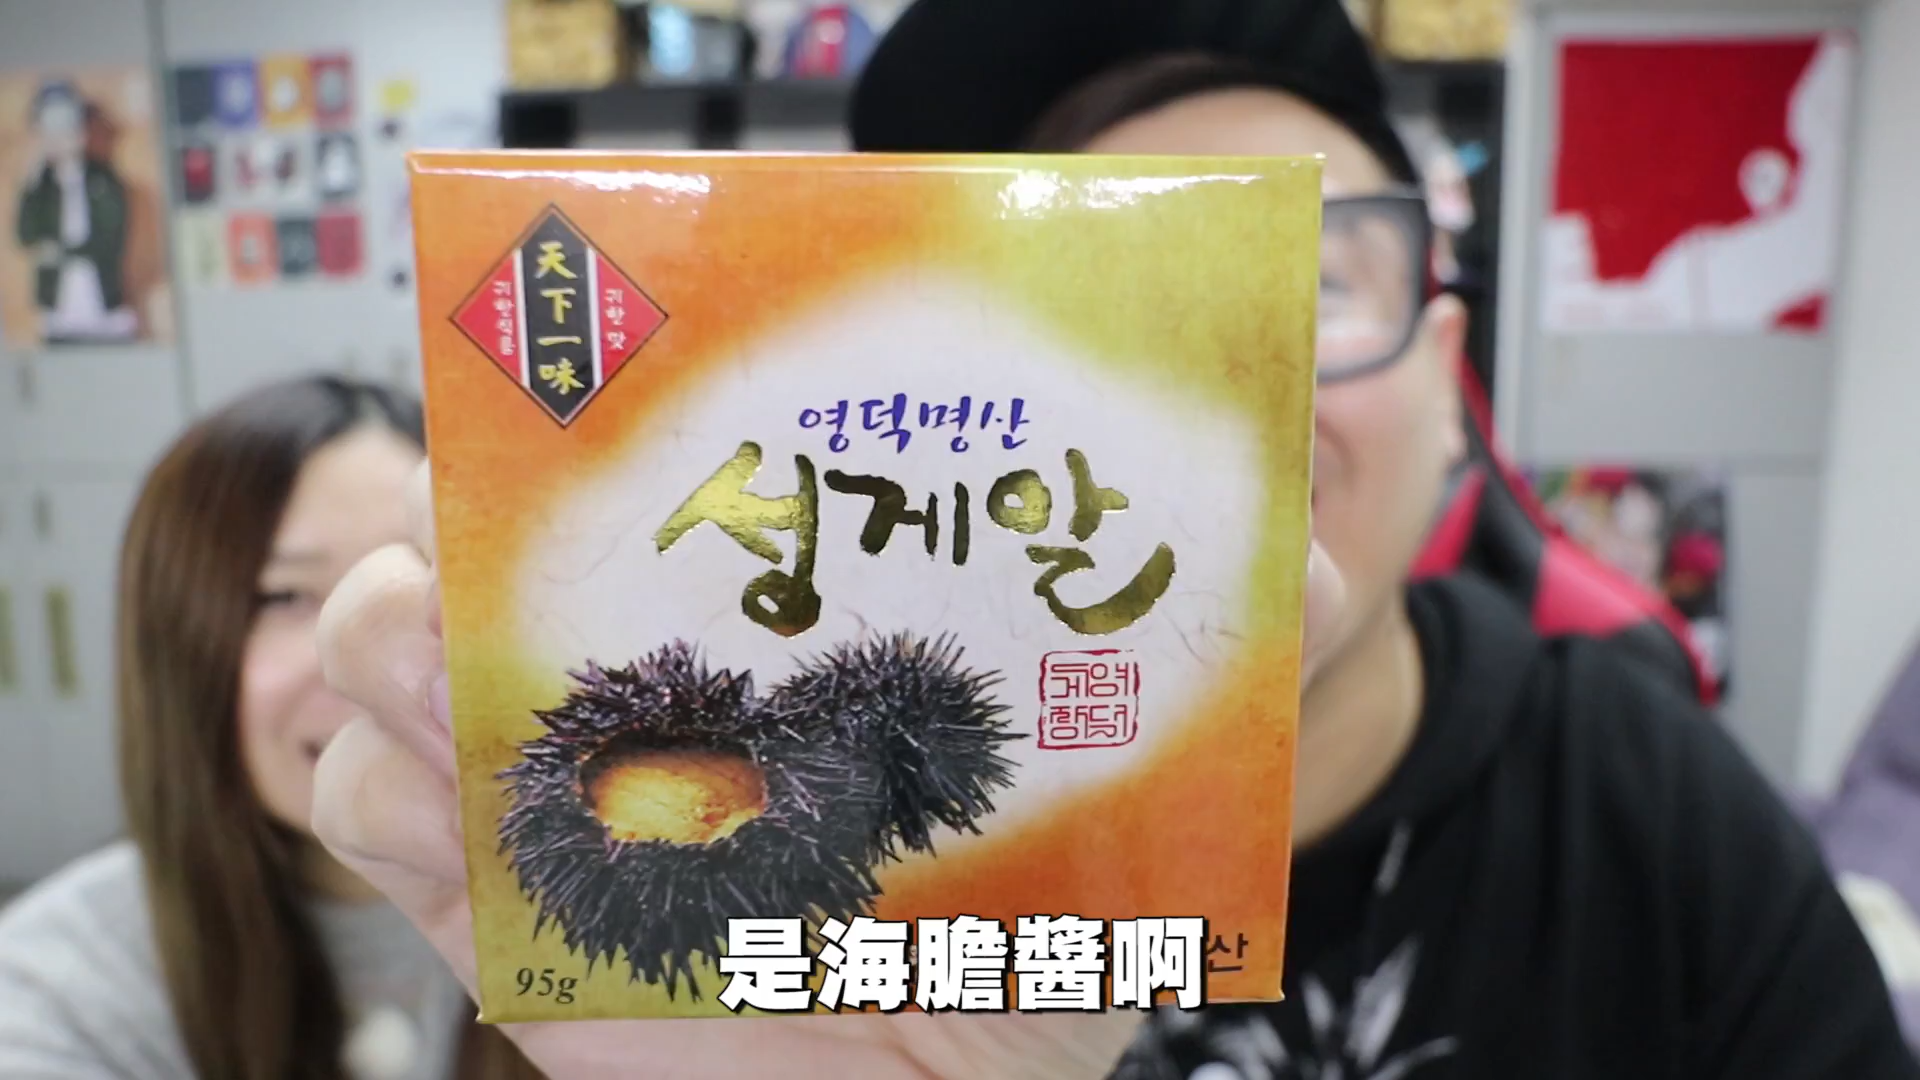 天下一味
귀한식품
귀한 맛
영덕명산
성게알
95g
산
是海膽醬啊